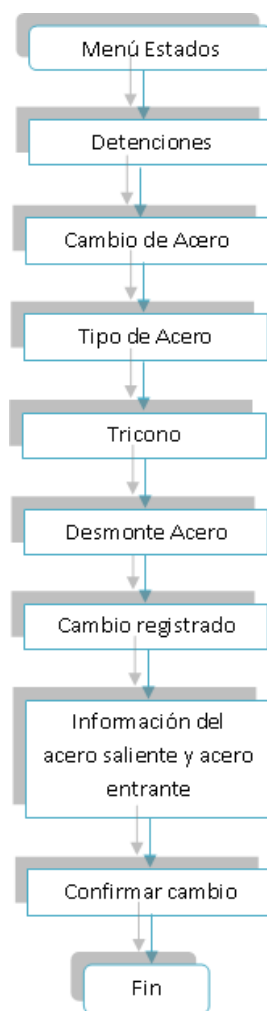 Menú Estados
Detenciones
Cambio de Acero
Tipo de Acero
Tricono
Desmonte Acero
Cambio registrado
Información del
acero saliente y acero
entrante
Confirmar cambio
Fin